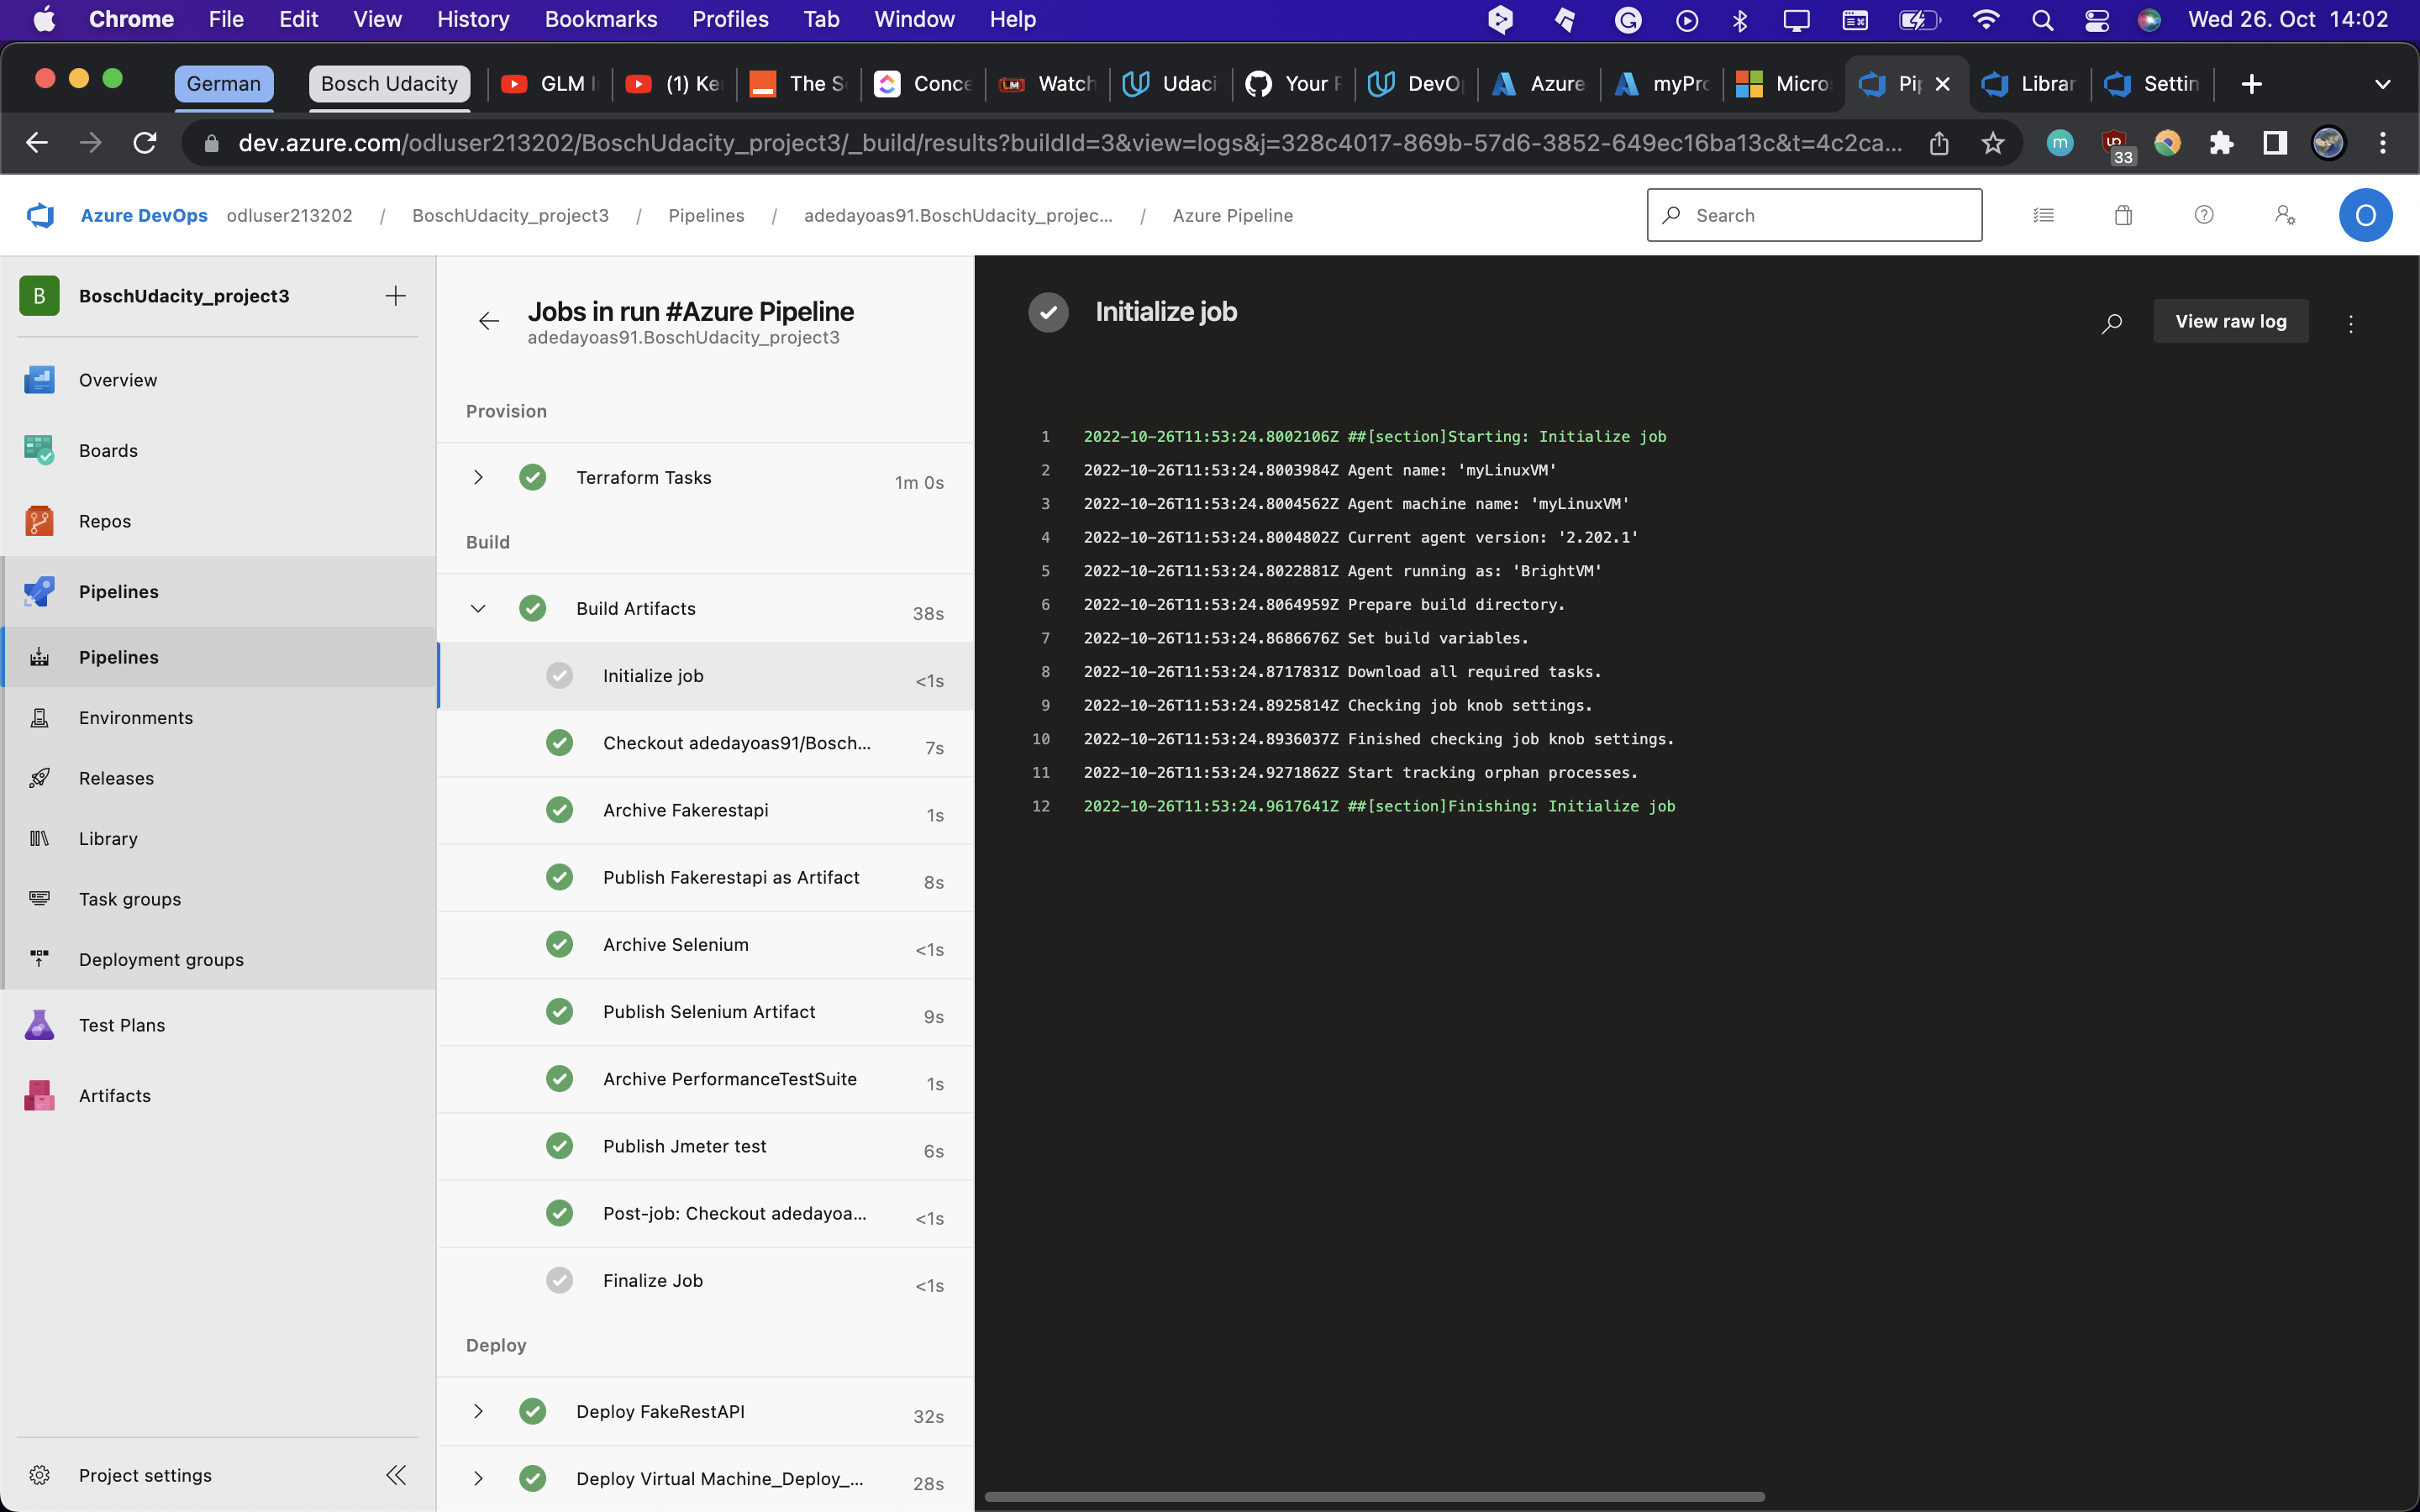 Chrome File Edit View History Bookmarks Profiles Tab Window Help Wed 26. Oct 14:02
German Bosch Udacity GLM (1) Ke The S Conce Watch Udaci Your DevO Azure myPro Micro Pi Librar Settin
dev.azure.com/odluser213202/BoschUdacity_project3/_build/results?buildId=3&view=logs&j=328c4017-869b-57d6-3852-649ec16ba13c&t=4c2ca... m 33
Azure DevOps odluser213202 / BoschUdacity_project3 / Pipelines / adedayoas91.BoschUdacity_projec... / Azure Pipeline Search O
B BoschUdacity_project3
Overview
Boards
Repos
Pipelines
Pipelines
Environments
Releases
Library
Task groups
Deployment groups
Test Plans
Artifacts
Project settings
Jobs in run #Azure Pipeline
adedayoas91.BoschUdacity_project3
Provision
Terraform Tasks 1m 0s
Build
Build Artifacts 38s
Initialize job <1s
Checkout adedayoas91/Bosch... 7s
Archive Fakerestapi 1s
Publish Fakerestapi as Artifact 8s
Archive Selenium <1s
Publish Selenium Artifact 9s
Archive PerformanceTestSuite 1s
Publish Jmeter test 6s
Post-job: Checkout adedayoa... <1s
Finalize Job <1s
Deploy
Deploy FakeRestAPI 32s
Deploy Virtual Machine_Deploy_... 28s
Initialize job
View raw log
1 2022-10-26T11:53:24.8002106Z ##[section]Starting: Initialize job
2 2022-10-26T11:53:24.8003984Z Agent name: 'myLinuxVM'
3 2022-10-26T11:53:24.8004562Z Agent machine name: 'myLinuxVM'
4 2022-10-26T11:53:24.8004802Z Current agent version: '2.202.1'
5 2022-10-26T11:53:24.8022881Z Agent running as: 'BrightVM'
6 2022-10-26T11:53:24.8064959Z Prepare build directory.
7 2022-10-26T11:53:24.8686676Z Set build variables.
8 2022-10-26T11:53:24.8717831Z Download all required tasks.
9 2022-10-26T11:53:24.8925814Z Checking job knob settings.
10 2022-10-26T11:53:24.8936037Z Finished checking job knob settings.
11 2022-10-26T11:53:24.9271862Z Start tracking orphan processes.
12 2022-10-26T11:53:24.9617641Z ##[section]Finishing: Initialize job